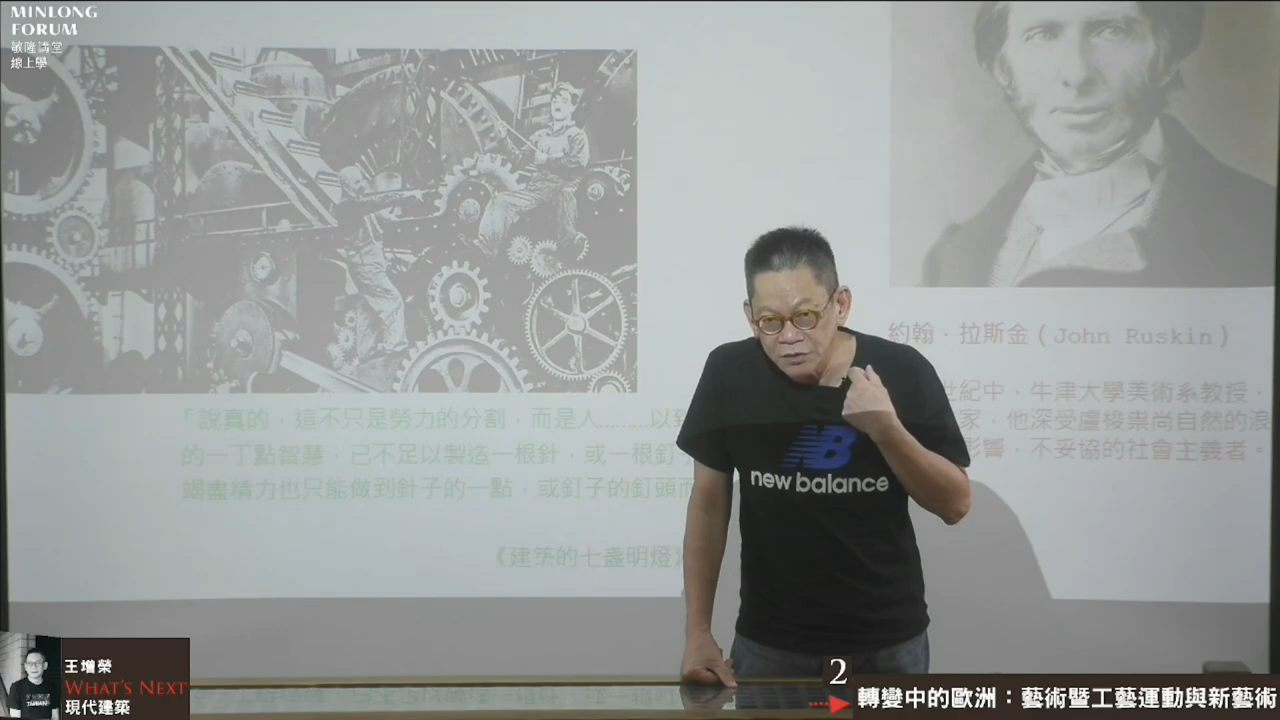 MINLONG
FORUM
敏隆講堂
線上學
約翰．拉斯金（John Ruskin）
世紀中，牛津大學美術系教授．
家．他深受盧梭崇尚自然的浪
影響，不妥協的社會主義者。
「說真的，這不只是勞力的分割，而是人………以致
的一丁點智慧，已不足以製造一根針，或一根釘子
竭盡精力也只能做到針子的一點，或釘子的釘頭而
《建築的七盞明燈》
new balance
王增榮
WHAT'S NEXT
現代建築
2
轉變中的歐洲：藝術暨工藝運動與新藝術